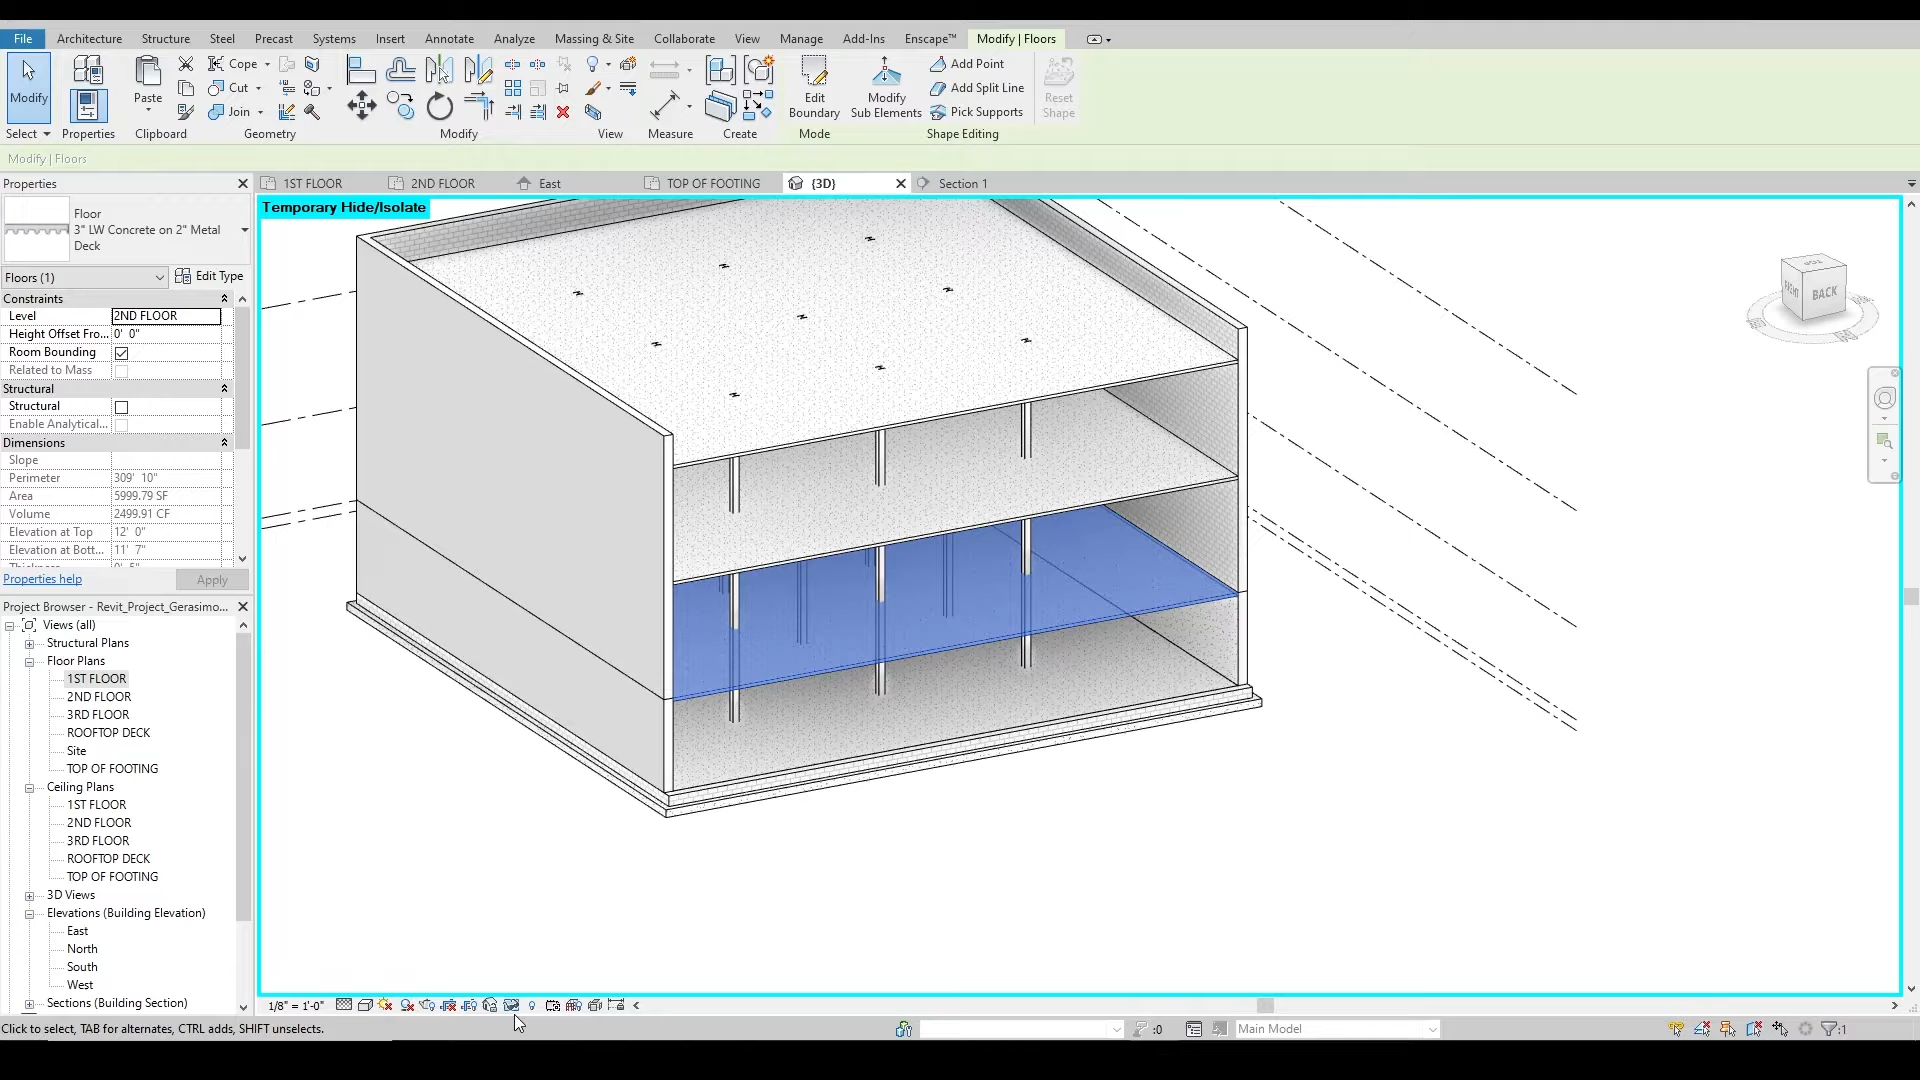 File Architecture Structure Steel Precast Systems Insert Annotate Analyze Massing & Site Collaborate View Manage Add-Ins Enscape™ Modify | Floors
Cope Add Point
Modify Paste Cut Edit Modify Add Split Line Reset
Join Boundary Sub Elements Pick Supports Shape
Select Properties Clipboard Geometry Modify View Measure Create Mode Shape Editing
Modify | Floors
Properties
1ST FLOOR 2ND FLOOR East TOP OF FOOTING {3D} Section 1
Temporary Hide/Isolate
Floor
3" LW Concrete on 2" Metal
Deck
Floors (1) Edit Type
Constraints
Level 2ND FLOOR
Height Offset Fro... 0' 0"
Room Bounding
Related to Mass
Structural
Structural
Enable Analytical...
Dimensions
Slope
Perimeter 309' 10"
Area 5999.79 SF
Volume 2499.91 CF
Elevation at Top 12' 0"
Elevation at Bott... 11' 7"
Properties help Apply
TOP
RIGHT BACK
Project Browser - Revit_Project_Gerasimo...
Views (all)
Structural Plans
Floor Plans
1ST FLOOR
2ND FLOOR
3RD FLOOR
ROOFTOP DECK
Site
TOP OF FOOTING
Ceiling Plans
1ST FLOOR
2ND FLOOR
3RD FLOOR
ROOFTOP DECK
TOP OF FOOTING
3D Views
Elevations (Building Elevation)
East
North
South
West
Sections (Building Section)
1/8" = 1'-0"
Click to select, TAB for alternates, CTRL adds, SHIFT unselects.
:0
Main Model
:1